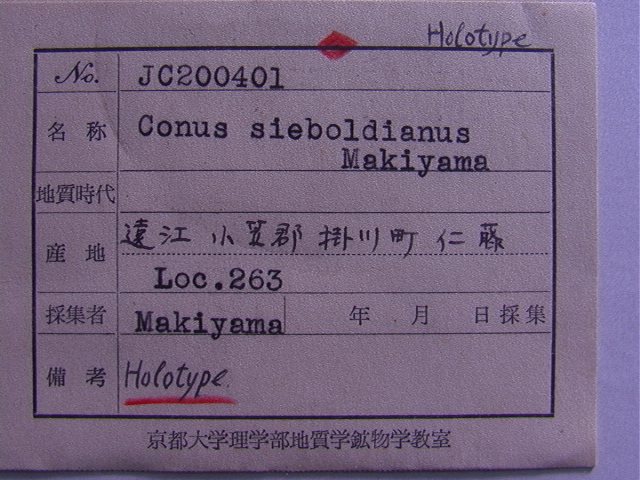 Holotype
No. JC200401
名称 Conus sieboldianus
Makiyama
地質時代
産地 遠江 小笠郡 掛川町 仁藤
Loc.263
採集者 Makiyama 年 月 日採集
備考 Holotype.
京都大学理学部地質学鉱物学教室